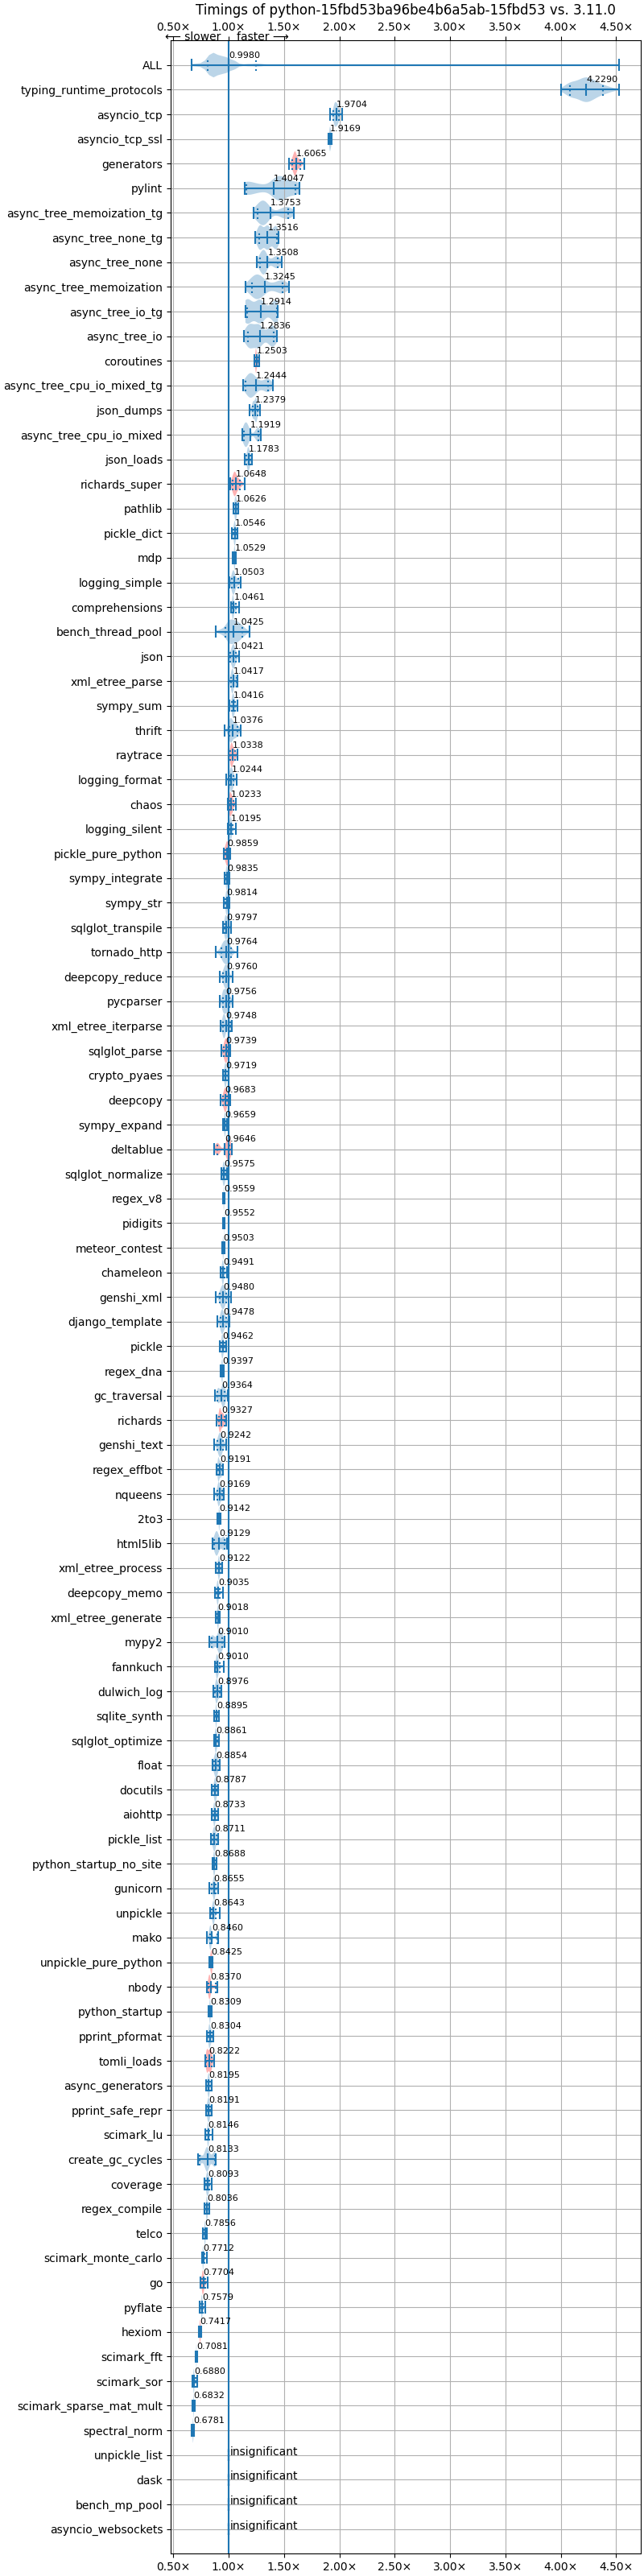 Timings of python-15fbd53ba96be4b6a5ab-15fbd53 vs. 3.11.0
0.50× 1.00× 1.50× 2.00× 2.50× 3.00× 3.50× 4.00× 4.50×
← slower faster →
ALL 0.9980
typing_runtime_protocols 4.2290
asyncio_tcp 1.9704
asyncio_tcp_ssl 1.9169
generators 1.6065
pylint 1.4047
async_tree_memoization_tg 1.3753
async_tree_none_tg 1.3516
async_tree_none 1.3508
async_tree_memoization 1.3245
async_tree_io_tg 1.2914
async_tree_io 1.2836
coroutines 1.2503
async_tree_cpu_io_mixed_tg 1.2444
json_dumps 1.2379
async_tree_cpu_io_mixed 1.1919
json_loads 1.1783
richards_super 1.0648
pathlib 1.0626
pickle_dict 1.0546
mdp 1.0529
logging_simple 1.0503
comprehensions 1.0461
bench_thread_pool 1.0425
json 1.0421
xml_etree_parse 1.0417
sympy_sum 1.0416
thrift 1.0376
raytrace 1.0338
logging_format 1.0244
chaos 1.0233
logging_silent 1.0195
pickle_pure_python 0.9859
sympy_integrate 0.9835
sympy_str 0.9814
sqlglot_transpile 0.9797
tornado_http 0.9764
deepcopy_reduce 0.9760
pycparser 0.9756
xml_etree_iterparse 0.9748
sqlglot_parse 0.9739
crypto_pyaes 0.9719
deepcopy 0.9683
sympy_expand 0.9659
deltablue 0.9646
sqlglot_normalize 0.9575
regex_v8 0.9559
pidigits 0.9552
meteor_contest 0.9503
chameleon 0.9491
genshi_xml 0.9480
django_template 0.9478
pickle 0.9462
regex_dna 0.9397
gc_traversal 0.9364
richards 0.9327
genshi_text 0.9242
regex_effbot 0.9191
nqueens 0.9169
2to3 0.9142
html5lib 0.9129
xml_etree_process 0.9122
deepcopy_memo 0.9035
xml_etree_generate 0.9018
mypy2 0.9010
fannkuch 0.9010
dulwich_log 0.8976
sqlite_synth 0.8895
sqlglot_optimize 0.8861
float 0.8854
docutils 0.8787
aiohttp 0.8733
pickle_list 0.8711
python_startup_no_site 0.8688
gunicorn 0.8655
unpickle 0.8643
mako 0.8460
unpickle_pure_python 0.8425
nbody 0.8370
python_startup 0.8309
pprint_pformat 0.8304
tomli_loads 0.8222
async_generators 0.8195
pprint_safe_repr 0.8191
scimark_lu 0.8146
create_gc_cycles 0.8133
coverage 0.8093
regex_compile 0.8036
telco 0.7856
scimark_monte_carlo 0.7712
go 0.7704
pyflate 0.7579
hexiom 0.7417
scimark_fft 0.7081
scimark_sor 0.6880
scimark_sparse_mat_mult 0.6832
spectral_norm 0.6781
unpickle_list insignificant
dask insignificant
bench_mp_pool insignificant
asyncio_websockets insignificant
0.50× 1.00× 1.50× 2.00× 2.50× 3.00× 3.50× 4.00× 4.50×